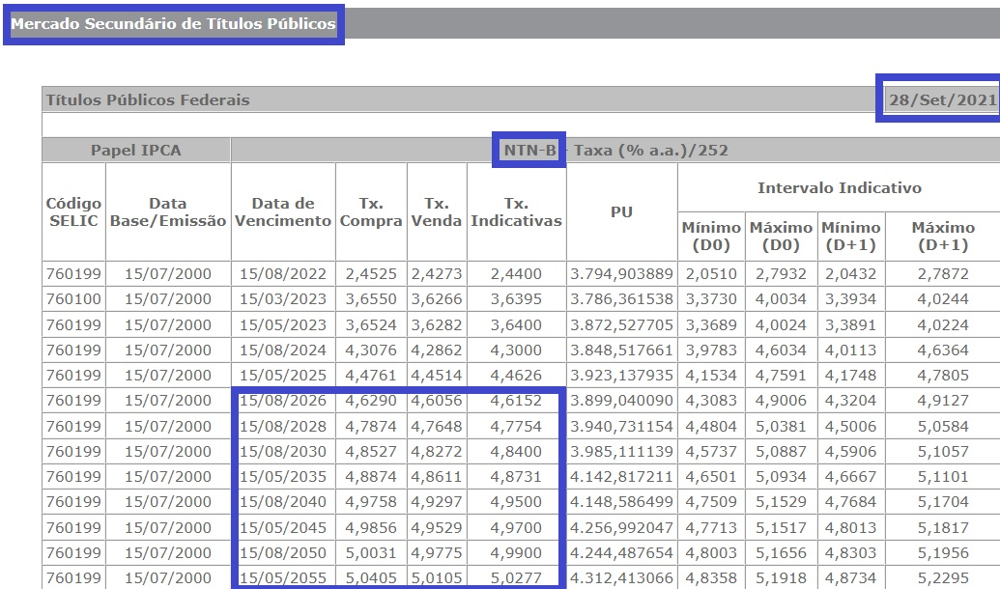 Mercado Secundário de Títulos Públicos
Títulos Públicos Federais 28/Set/2021
Papel IPCA NTN-B - Taxa (% a.a.)/252
Código SELIC Data Base/Emissão Data de Vencimento Tx. Compra Tx. Venda Tx. Indicativas PU Intervalo Indicativo
Mínimo (D0) Máximo (D0) Mínimo (D+1) Máximo (D+1)
760199 15/07/2000 15/08/2022 2,4525 2,4273 2,4400 3.794,903889 2,0510 2,7932 2,0432 2,7872
760100 15/07/2000 15/03/2023 3,6550 3,6266 3,6395 3.786,361538 3,3730 4,0034 3,3934 4,0244
760199 15/07/2000 15/05/2023 3,6524 3,6282 3,6400 3.872,527705 3,3689 4,0024 3,3891 4,0224
760199 15/07/2000 15/08/2024 4,3076 4,2862 4,3000 3.848,517661 3,9783 4,6034 4,0113 4,6364
760199 15/07/2000 15/05/2025 4,4761 4,4514 4,4626 3.923,137935 4,1534 4,7591 4,1748 4,7805
760199 15/07/2000 15/08/2026 4,6290 4,6056 4,6152 3.899,040090 4,3083 4,9006 4,3204 4,9127
760199 15/07/2000 15/08/2028 4,7874 4,7648 4,7754 3.940,731154 4,4804 5,0381 4,5006 5,0584
760199 15/07/2000 15/08/2030 4,8527 4,8272 4,8400 3.985,111139 4,5737 5,0887 4,5906 5,1057
760199 15/07/2000 15/05/2035 4,8874 4,8611 4,8731 4.142,817211 4,6501 5,0934 4,6667 5,1101
760199 15/07/2000 15/08/2040 4,9758 4,9297 4,9500 4.148,586499 4,7509 5,1529 4,7684 5,1704
760199 15/07/2000 15/05/2045 4,9856 4,9529 4,9700 4.256,992047 4,7713 5,1517 4,8013 5,1817
760199 15/07/2000 15/08/2050 5,0031 4,9775 4,9900 4.244,487654 4,8003 5,1656 4,8303 5,1956
760199 15/07/2000 15/05/2055 5,0405 5,0105 5,0277 4.312,413066 4,8358 5,1918 4,8734 5,2295